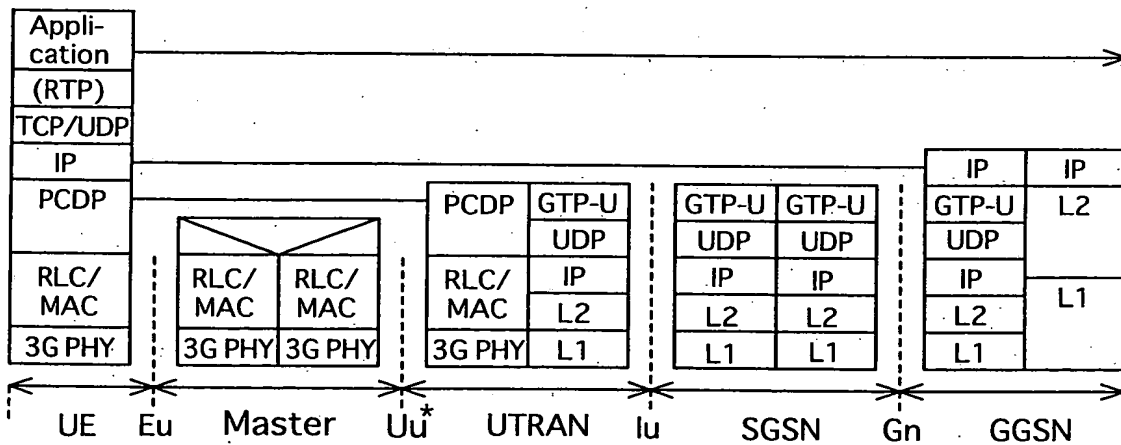 Appli-
cation
(RTP)
TCP/UDP
IP
IP
IP
PCDP
PCDP
GTP-U
GTP-U
GTP-U
GTP-U
L2
UDP
UDP
UDP
UDP
RLC/
MAC
RLC/
MAC
RLC/
MAC
RLC/
MAC
IP
IP
IP
IP
L1
L2
L2
L2
L2
3G PHY
3G PHY
3G PHY
3G PHY
L1
L1
L1
L1
UE
Eu
Master
Uu*
UTRAN
Iu
SGSN
Gn
GGSN